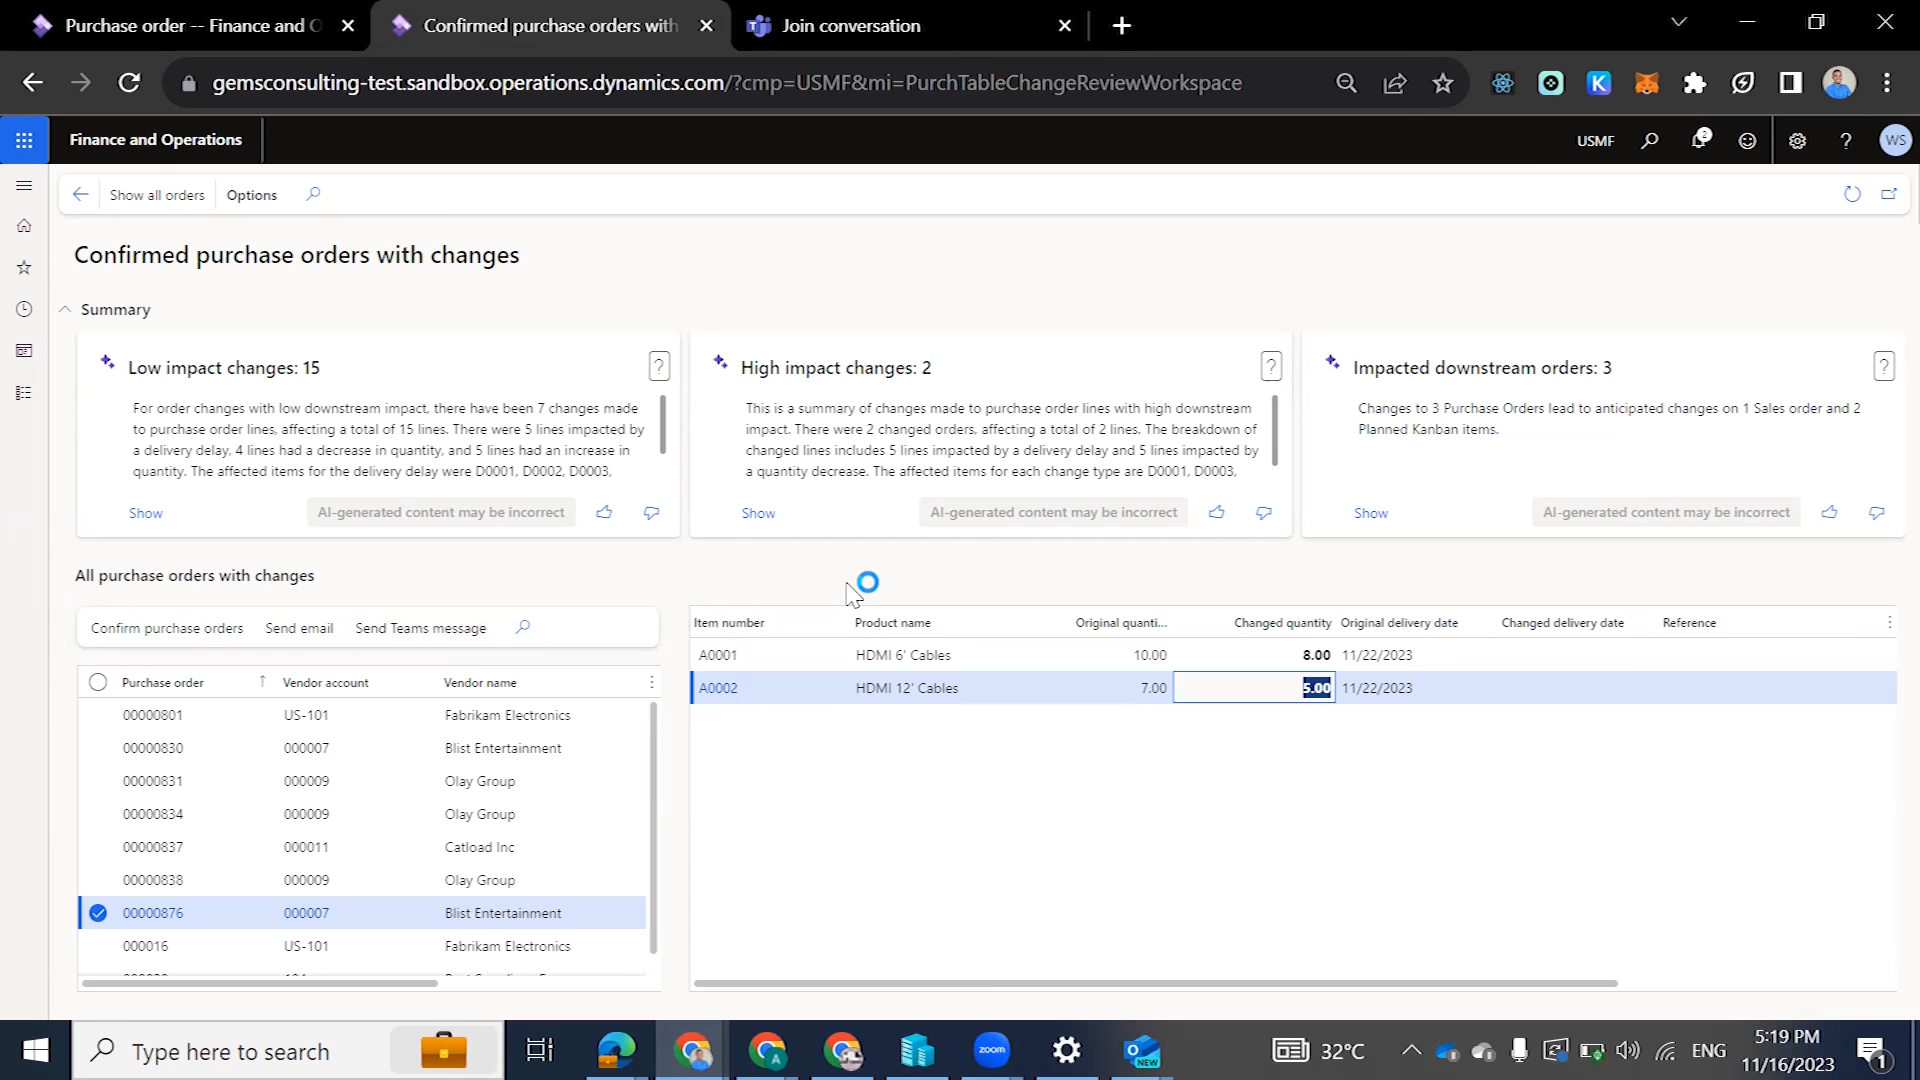 Purchase order -- Finance and O
Confirmed purchase orders with
Join conversation
gemsconsulting-test.sandbox.operations.dynamics.com/?cmp=USMF&mi=PurchTableChangeReviewWorkspace
Finance and Operations
USMF
2
WS
Show all orders
Options
Confirmed purchase orders with changes
Summary
Low impact changes: 15
?
For order changes with low downstream impact, there have been 7 changes made
to purchase order lines, affecting a total of 15 lines. There were 5 lines impacted by
a delivery delay, 4 lines had a decrease in quantity, and 5 lines had an increase in
quantity. The affected items for the delivery delay were D0001, D0002, D0003,
Show
AI-generated content may be incorrect
High impact changes: 2
?
This is a summary of changes made to purchase order lines with high downstream
impact. There were 2 changed orders, affecting a total of 2 lines. The breakdown of
changed lines includes 5 lines impacted by a delivery delay and 5 lines impacted by
a quantity decrease. The affected items for each change type are D0001, D0003,
Show
AI-generated content may be incorrect
Impacted downstream orders: 3
?
Changes to 3 Purchase Orders lead to anticipated changes on 1 Sales order and 2
Planned Kanban items.
Show
AI-generated content may be incorrect
All purchase orders with changes
Confirm purchase orders
Send email
Send Teams message
Purchase order
Vendor account
Vendor name
00000801 US-101 Fabrikam Electronics
00000830 000007 Blist Entertainment
00000831 000009 Olay Group
00000834 000009 Olay Group
00000837 000011 Catload Inc
00000838 000009 Olay Group
00000876 000007 Blist Entertainment
000016 US-101 Fabrikam Electronics
Item number Product name Original quanti... Changed quantity Original delivery date Changed delivery date Reference
A0001 HDMI 6' Cables 10.00 8.00 11/22/2023
A0002 HDMI 12' Cables 7.00 5.00 11/22/2023
Type here to search
zoom
NEW
32°C
ENG
5:19 PM
11/16/2023
1